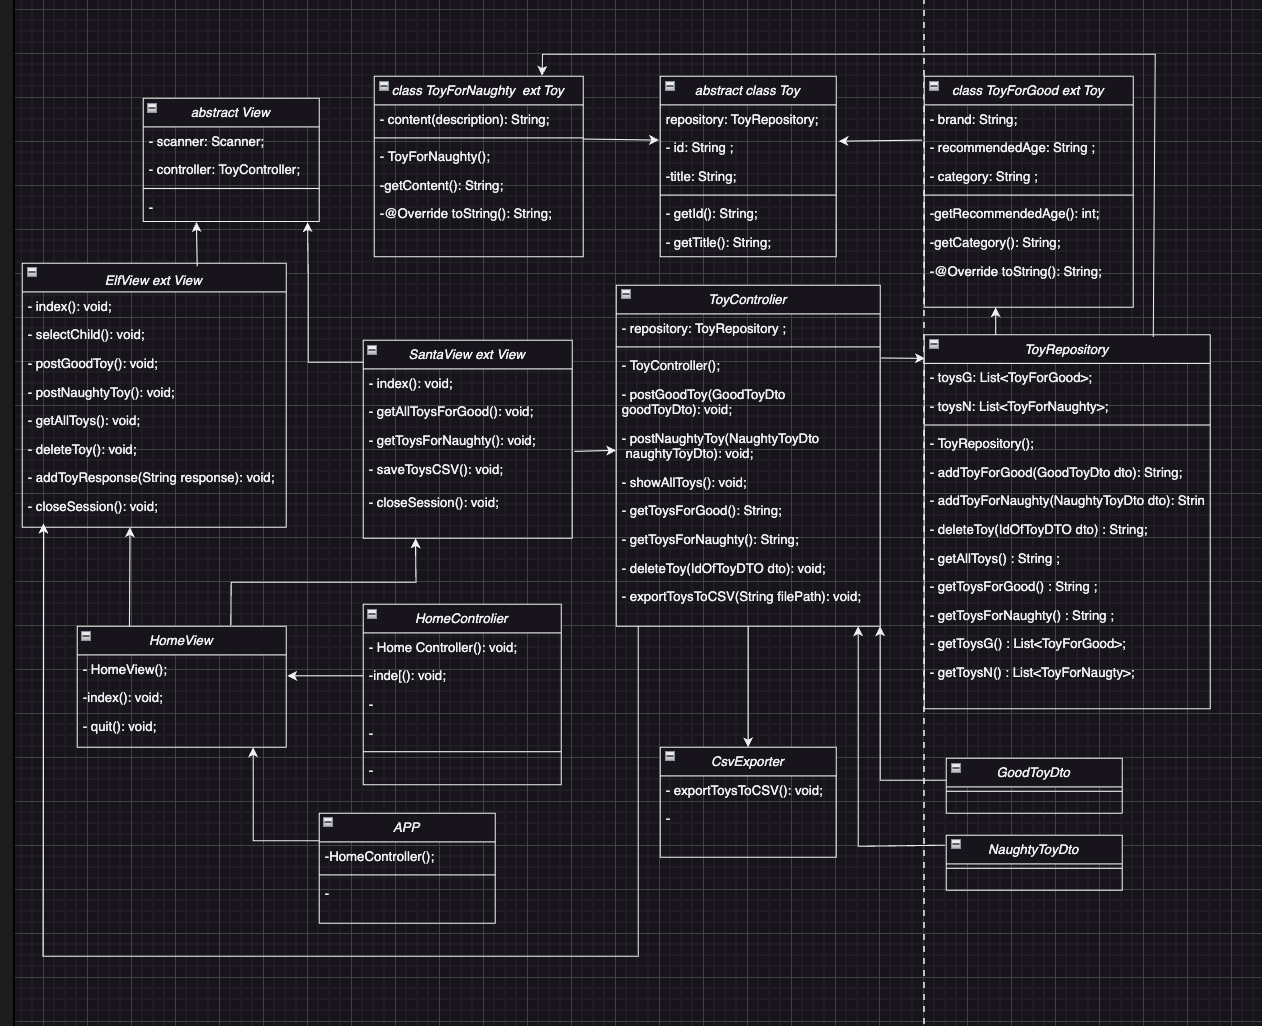 abstract View
- scanner: Scanner;
- controller: ToyController;
-
class ToyForNaughty ext Toy
- content(description): String;
- ToyForNaughty();
-getContent(): String;
-@Override toString(): String;
abstract class Toy
repository: ToyRepository;
- id: String ;
-title: String;
- getId(): String;
- getTitle(): String;
class ToyForGood ext Toy
- brand: String;
- recommendedAge: String ;
- category: String ;
-getRecommendedAge(): int;
-getCategory(): String;
-@Override toString(): String;
ElfView ext View
- index(): void;
- selectChild(): void;
- postGoodToy(): void;
- postNaughtyToy(): void;
- getAllToys(): void;
- deleteToy(): void;
- addToyResponse(String response): void;
- closeSession(): void;
SantaView ext View
- index(): void;
- getAllToysForGood(): void;
- getToysForNaughty(): void;
- saveToysCSV(): void;
- closeSession(): void;
ToyControlier
- repository: ToyRepository ;
- ToyController();
- postGoodToy(GoodToyDto
goodToyDto): void;
- postNaughtyToy(NaughtyToyDto
naughtyToyDto): void;
- showAllToys(): void;
- getToysForGood(): String;
- getToysForNaughty(): String;
- deleteToy(IdOfToyDTO dto): void;
- exportToysToCSV(String filePath): void;
ToyRepository
- toysG: List<ToyForGood>;
- toysN: List<ToyForNaughty>;
- ToyRepository();
- addToyForGood(GoodToyDto dto): String;
- addToyForNaughty(NaughtyToyDto dto): Strin
- deleteToy(IdOfToyDTO dto) : String;
- getAllToys() : String ;
- getToysForGood() : String ;
- getToysForNaughty() : String ;
- getToysG() : List<ToyForGood>;
- getToysN() : List<ToyForNaugty>;
HomeView
- HomeView();
-index(): void;
- quit(): void;
HomeControlier
- Home Controller(): void;
-inde[(): void;
-
-
-
APP
-HomeController();
-
CsvExporter
- exportToysToCSV(): void;
-
GoodToyDto
NaughtyToyDto